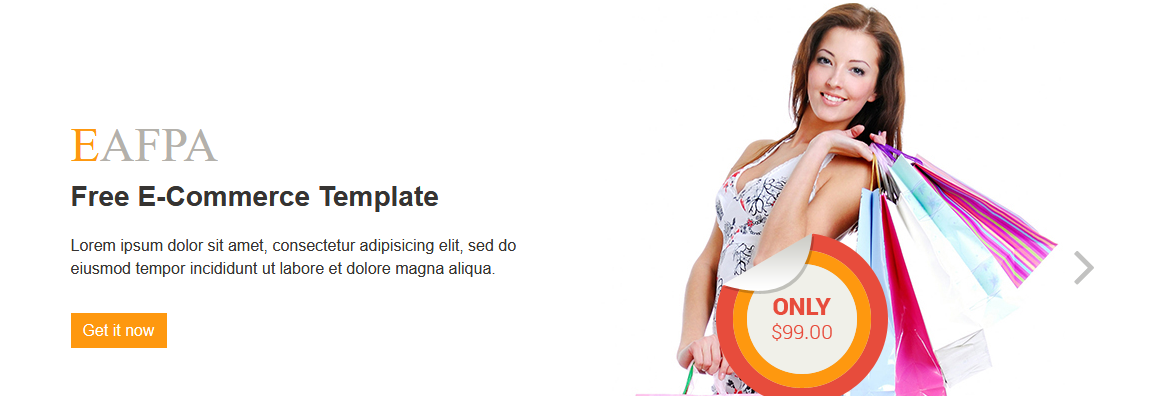 EAFPA
Free E-Commerce Template
Lorem ipsum dolor sit amet, consectetur adipisicing elit, sed do
eiusmod tempor incididunt ut labore et dolore magna aliqua.
Get it now
ONLY
$99.00